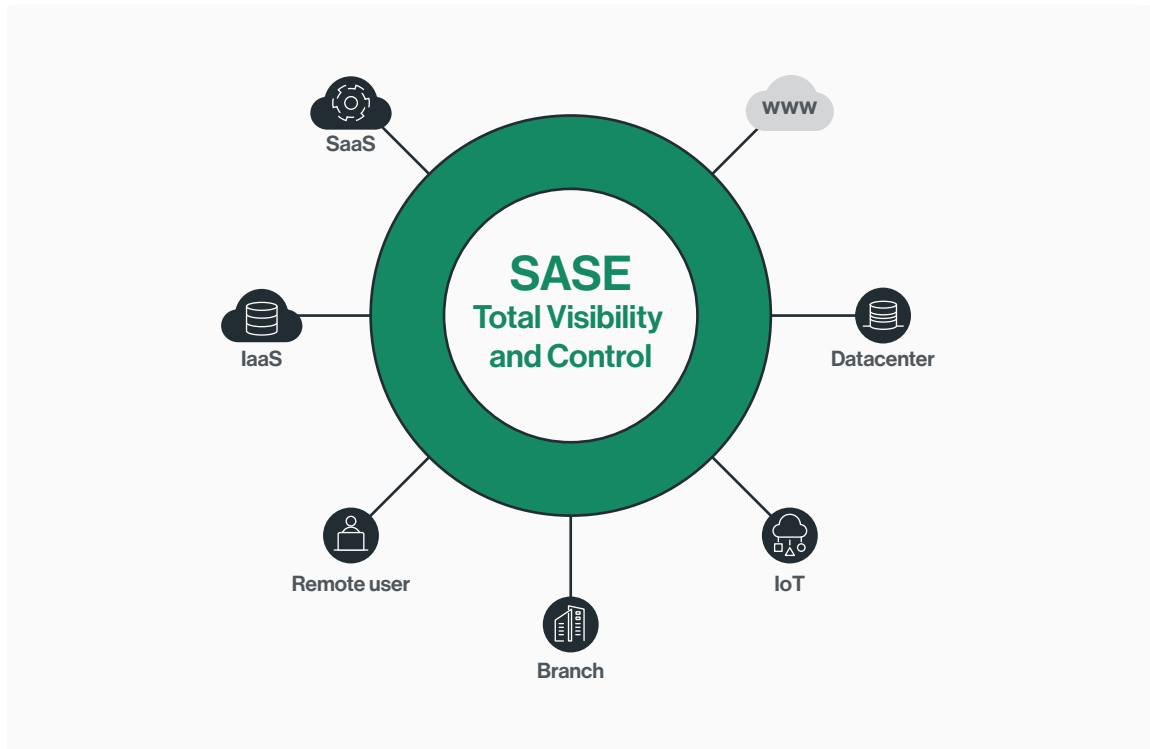 SaaS
www
SASE
Total Visibility
and Control
IaaS
Datacenter
Remote user
IoT
Branch